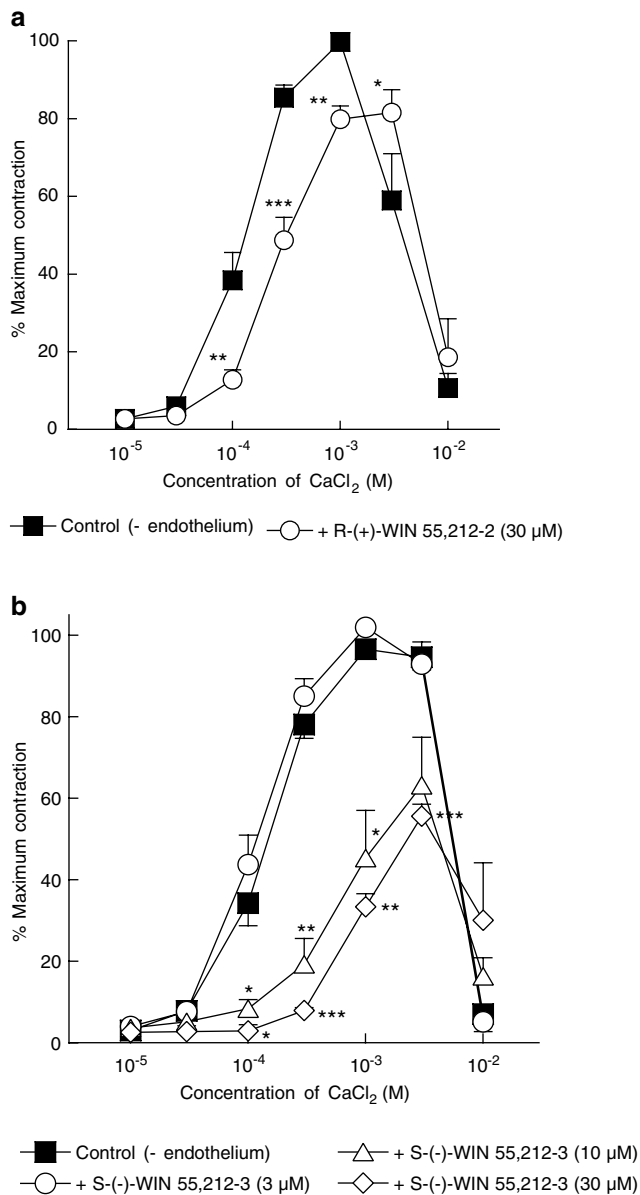 a
100
80
60
40
20
0
% Maximum contraction
*
**
***
**
10-5 10-4 10-3 10-2
Concentration of CaCl2 (M)
Control (- endothelium) + R-(+)-WIN 55,212-2 (30 µM)
b
100
80
60
40
20
0
% Maximum contraction
***
*
**
**
*
***
*
10-5 10-4 10-3 10-2
Concentration of CaCl2 (M)
Control (- endothelium) + S-(-)-WIN 55,212-3 (10 µM)
+ S-(-)-WIN 55,212-3 (3 µM) + S-(-)-WIN 55,212-3 (30 µM)